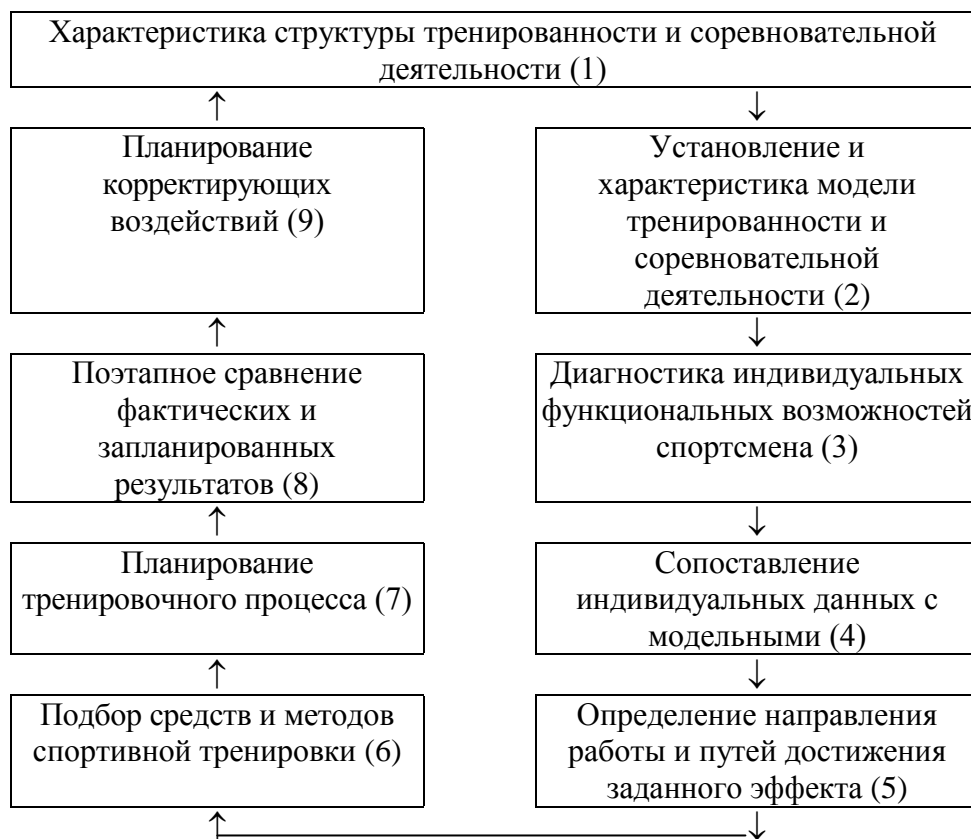 Характеристика структуры тренированности и соревновательной
деятельности (1)
Установление и
характеристика модели
тренированности и
соревновательной
деятельности (2)
Диагностика индивидуальных
функциональных возможностей
спортсмена (3)
Сопоставление
индивидуальных данных с
модельными (4)
Определение направления
работы и путей достижения
заданного эффекта (5)
Подбор средств и методов
спортивной тренировки (6)
Планирование
тренировочного процесса (7)
Поэтапное сравнение
фактических и
запланированных
результатов (8)
Планирование
корректирующих
воздействий (9)